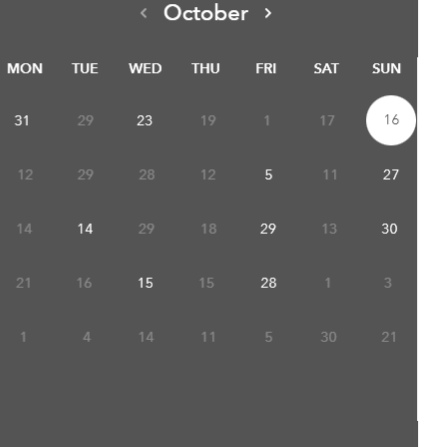 ‹ October ›
MON TUE WED THU FRI SAT SUN
31 29 23 19 1 17 16
12 29 28 12 5 11 27
14 14 29 18 29 13 30
21 16 15 15 28 1 3
1 4 14 11 5 30 21